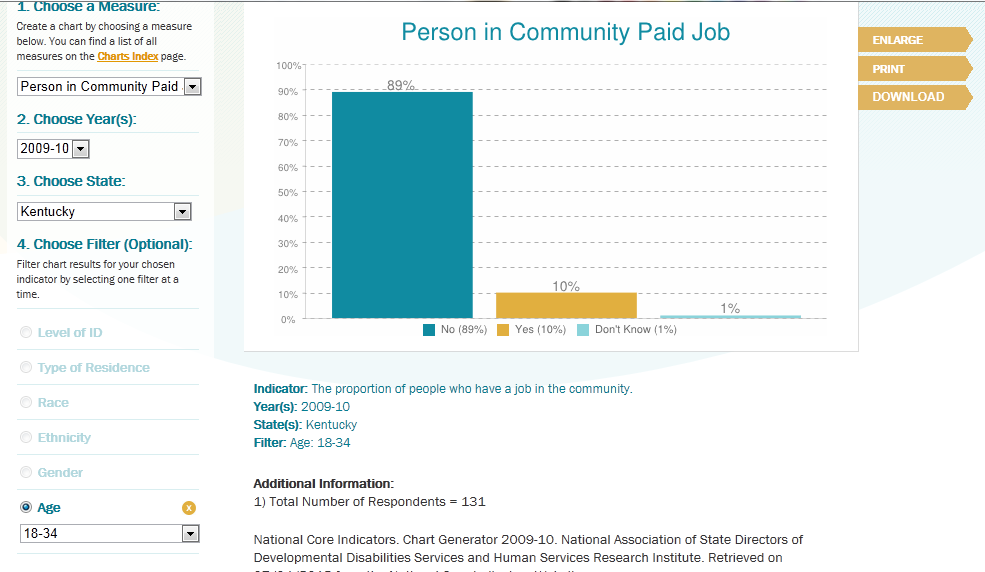 1. Choose a Measure:
Create a chart by choosing a measure
below. You can find a list of all
measures on the Charts Index page.
Person in Community Paid
2. Choose Year(s):
2009-10
3. Choose State:
Kentucky
4. Choose Filter (Optional):
Filter chart results for your chosen
indicator by selecting one filter at a
time.
Level of ID
Type of Residence
Race
Ethnicity
Gender
Age
X
18-34
Person in Community Paid Job
100%
90%
80%
70%
60%
50%
40%
30%
20%
10%
0%
89%
10%
1%
No (89%) Yes (10%) Don't Know (1%)
ENLARGE
PRINT
DOWNLOAD
Indicator: The proportion of people who have a job in the community.
Year(s): 2009-10
State(s): Kentucky
Filter: Age: 18-34
Additional Information:
1) Total Number of Respondents = 131
National Core Indicators. Chart Generator 2009-10. National Association of State Directors of
Developmental Disabilities Services and Human Services Research Institute. Retrieved on